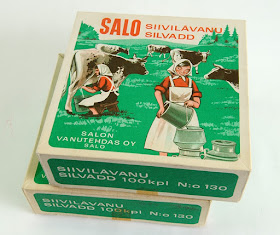 SALO SIIVILÄVANU
SILVADD
SALON
VANUTEHDAS OY
SALO
SIIVILÄVANU
SILVADD 100kpl N:o 130
SIIVILÄVANU
SILVADD 100kpl N:o 130